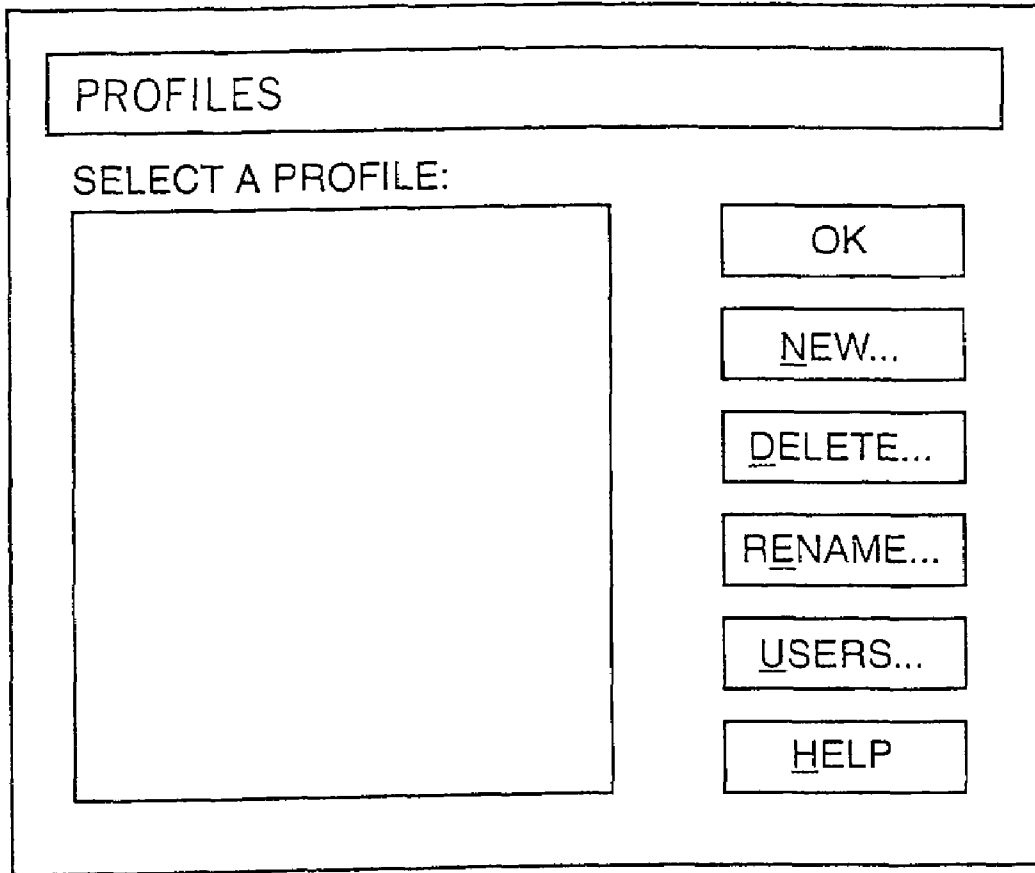 PROFILES
SELECT A PROFILE:
OK
NEW...
DELETE...
RENAME...
USERS...
HELP